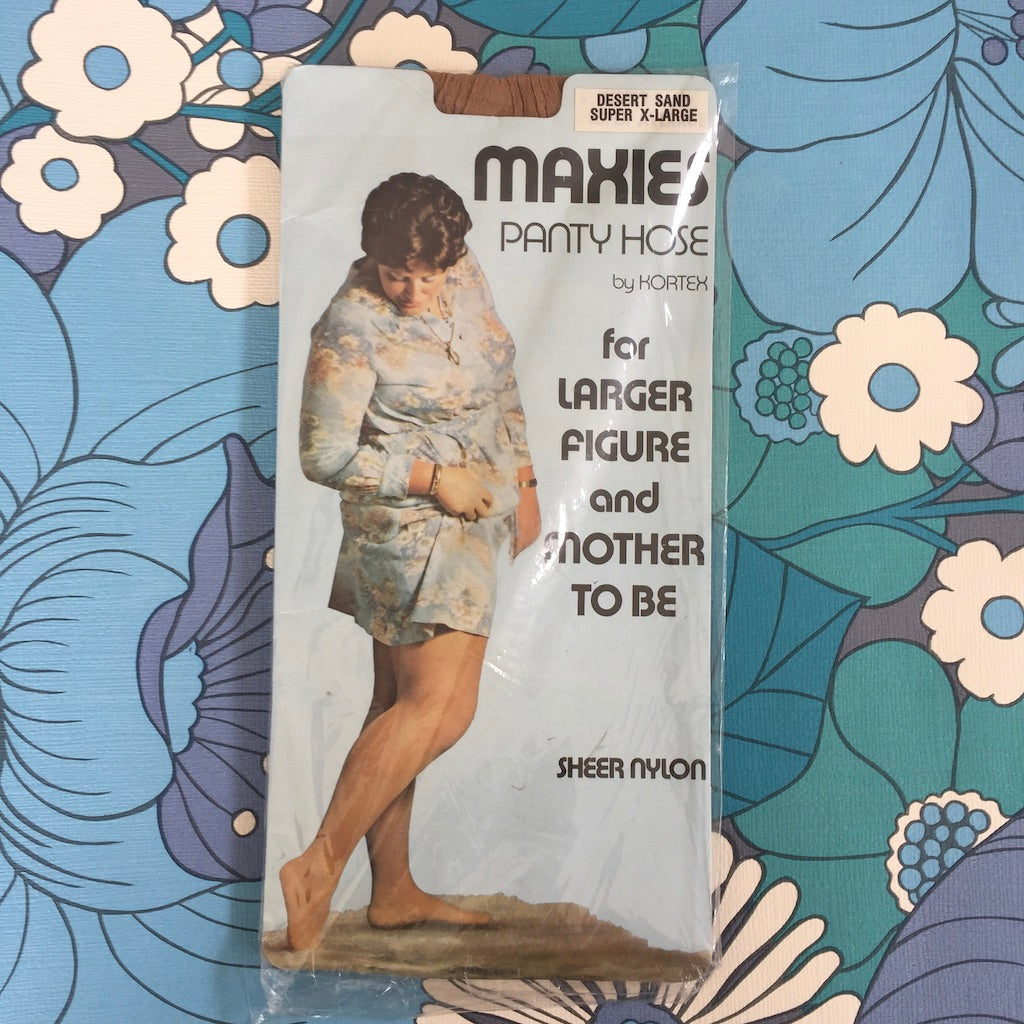 DESERT SAND
SUPER X-LARGE
MAXIES
PANTY HOSE
by KORTEX
for
LARGER
FIGURE
and
MOTHER
TO BE
SHEER NYLON